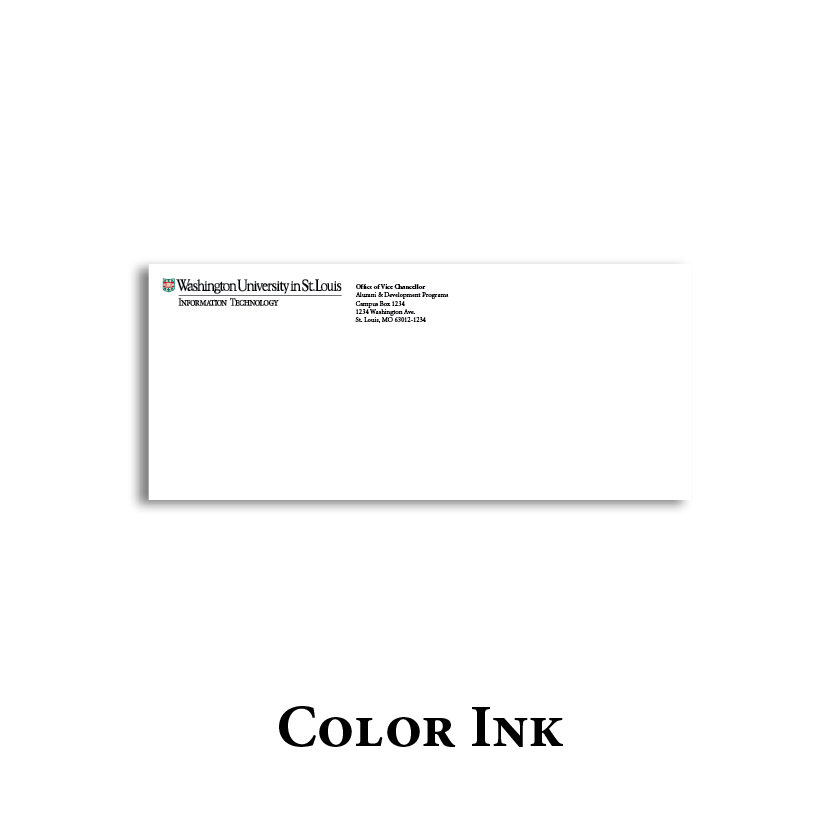 Washington University in St. Louis
Information Technology
Office of Vice Chancellor
Alumni & Development Programs
Campus Box 1234
1234 Washington Ave.
St. Louis, MO 63012-1234
Color Ink